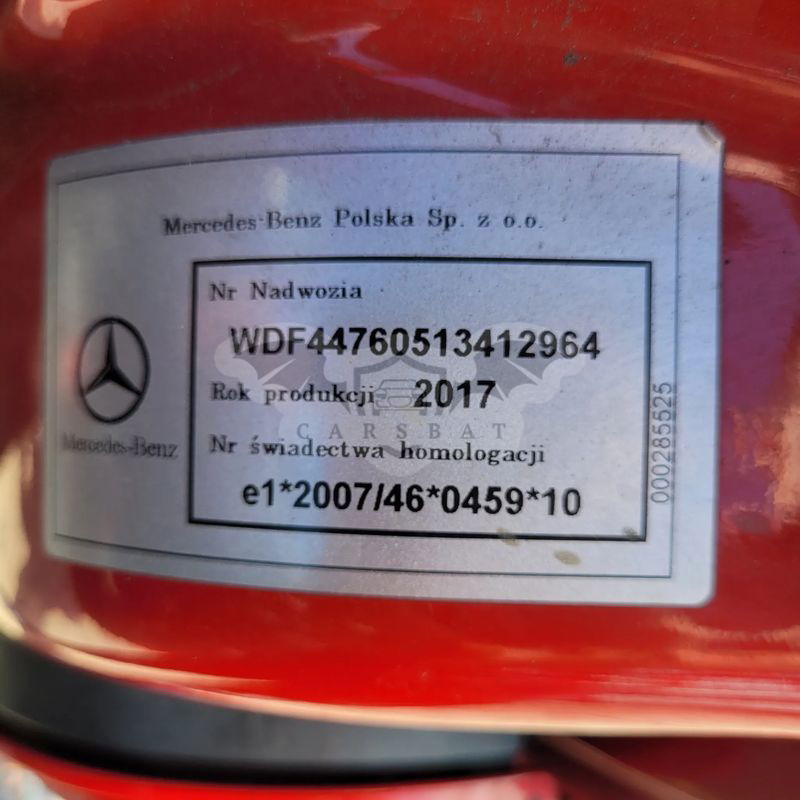 Mercedes-Benz Polska Sp. z o.o.
Nr Nadwozia
WDF44760513412964
Rok produkcji 2017
CARSBAT
Mercedes-Benz
Nr świadectwa homologacji
e1*2007/46*0459*10
000285525